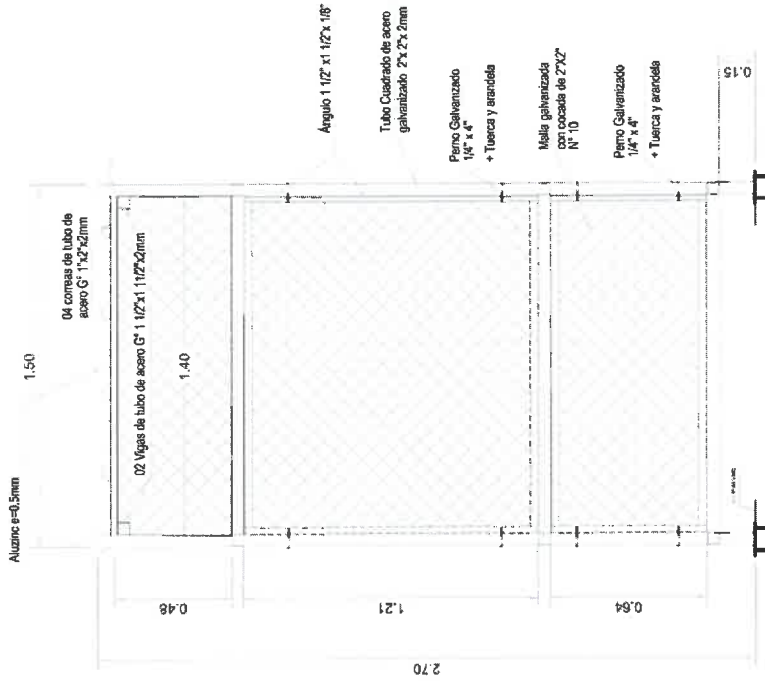 Aluzinc e=0.5mm
1.50
04 correas de tubo de
acero G° 1"x2"x2mm
02 Vigas de tubo de acero G° 1 1/2"x1 1/2"x2mm
1.40
Angulo 1 1/2" x1 1/2"x 1/8"
Tubo Cuadrado de acero
galvanizado 2"x 2"x 2mm
Perno Galvanizado
1/4" x 4"
+ Tuerca y arandela
Malla galvanizada
con cocada de 2"X2"
N° 10
Perno Galvanizado
1/4" x 4"
+ Tuerca y arandela
0.48
1.21
0.64
2.70
0.15